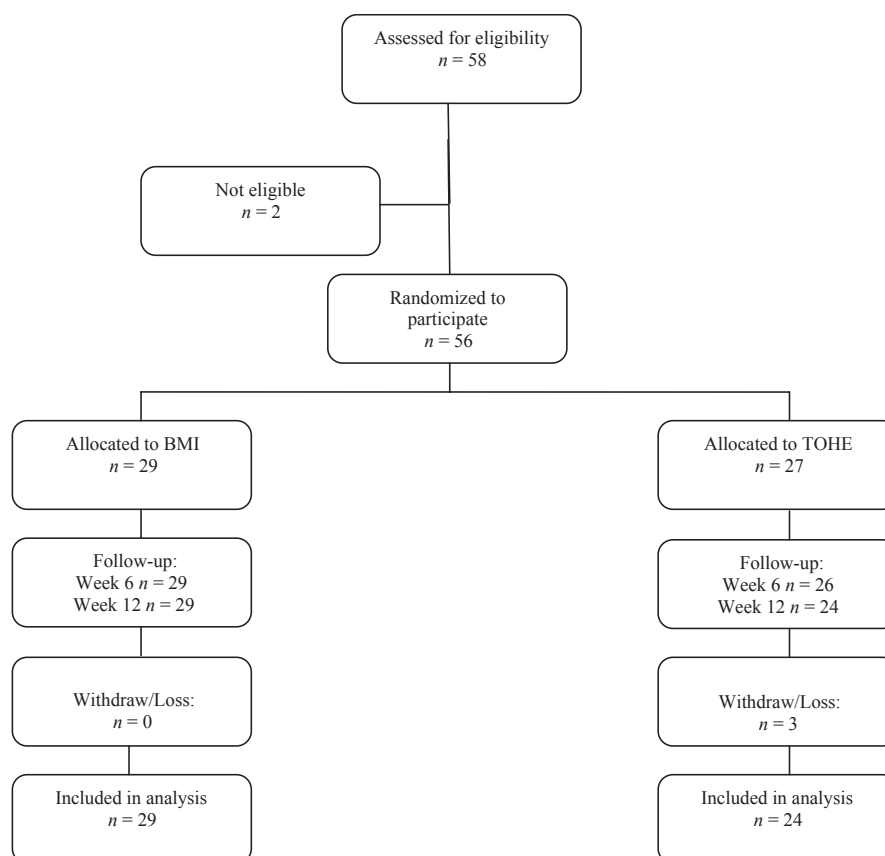 Assessed for eligibility
n = 58
Not eligible
n = 2
Randomized to
participate
n = 56
Allocated to BMI
n = 29
Allocated to TOHE
n = 27
Follow-up:
Week 6 n = 29
Week 12 n = 29
Follow-up:
Week 6 n = 26
Week 12 n = 24
Withdraw/Loss:
n = 0
Withdraw/Loss:
n = 3
Included in analysis
n = 29
Included in analysis
n = 24